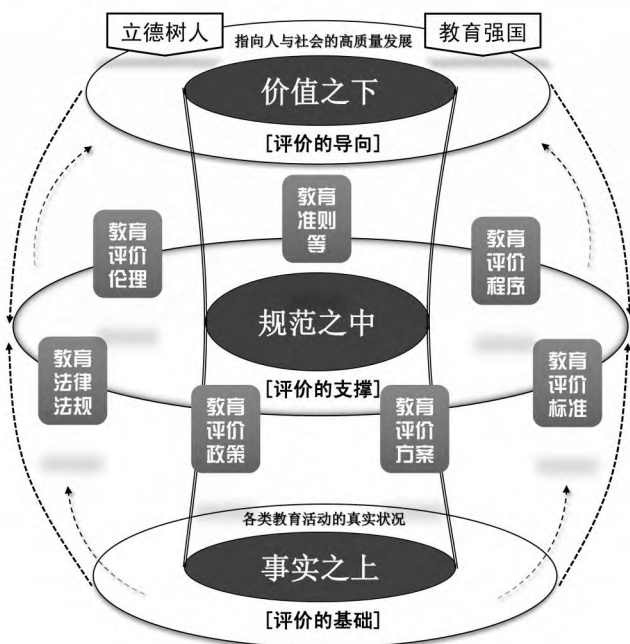 立德树人
教育强国
指向人与社会的高质量发展
价值之下
[评价的导向]
教育
准则
等
教育
评价
伦理
教育
评价
程序
规范之中
[评价的支撑]
教育
法律
法规
教育
评价
标准
教育
评价
政策
教育
评价
方案
各类教育活动的真实状况
事实之上
[评价的基础]